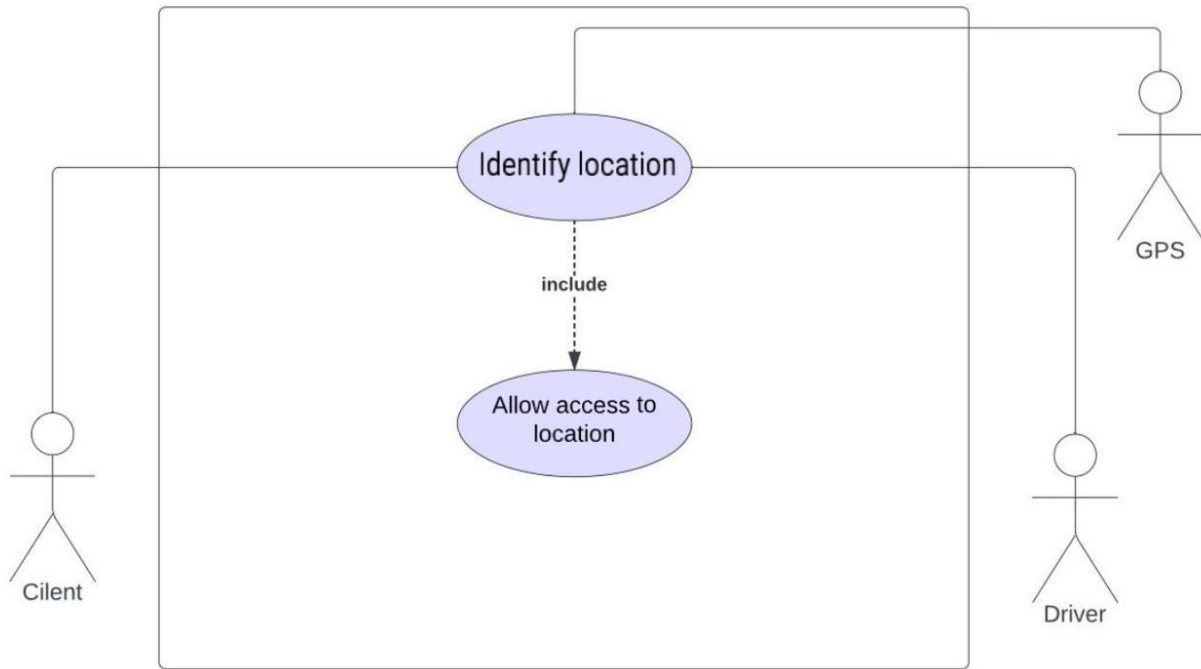 Identify location
GPS
include
Allow access to
location
Cilent
Driver